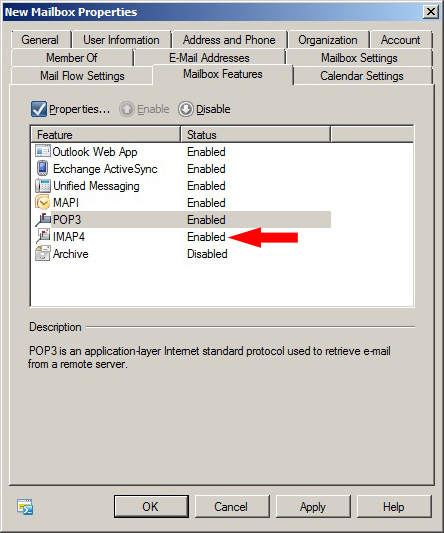 New Mailbox Properties
General User Information Address and Phone Organization Account
Member Of E-Mail Addresses Mailbox Settings
Mail Flow Settings Mailbox Features Calendar Settings
Properties... Enable Disable
Feature Status
Outlook Web App Enabled
Exchange ActiveSync Enabled
Unified Messaging Enabled
MAPI Enabled
POP3 Enabled
IMAP4 Enabled
Archive Disabled
Description
POP3 is an application-layer Internet standard protocol used to retrieve e-mail
from a remote server.
OK Cancel Apply Help